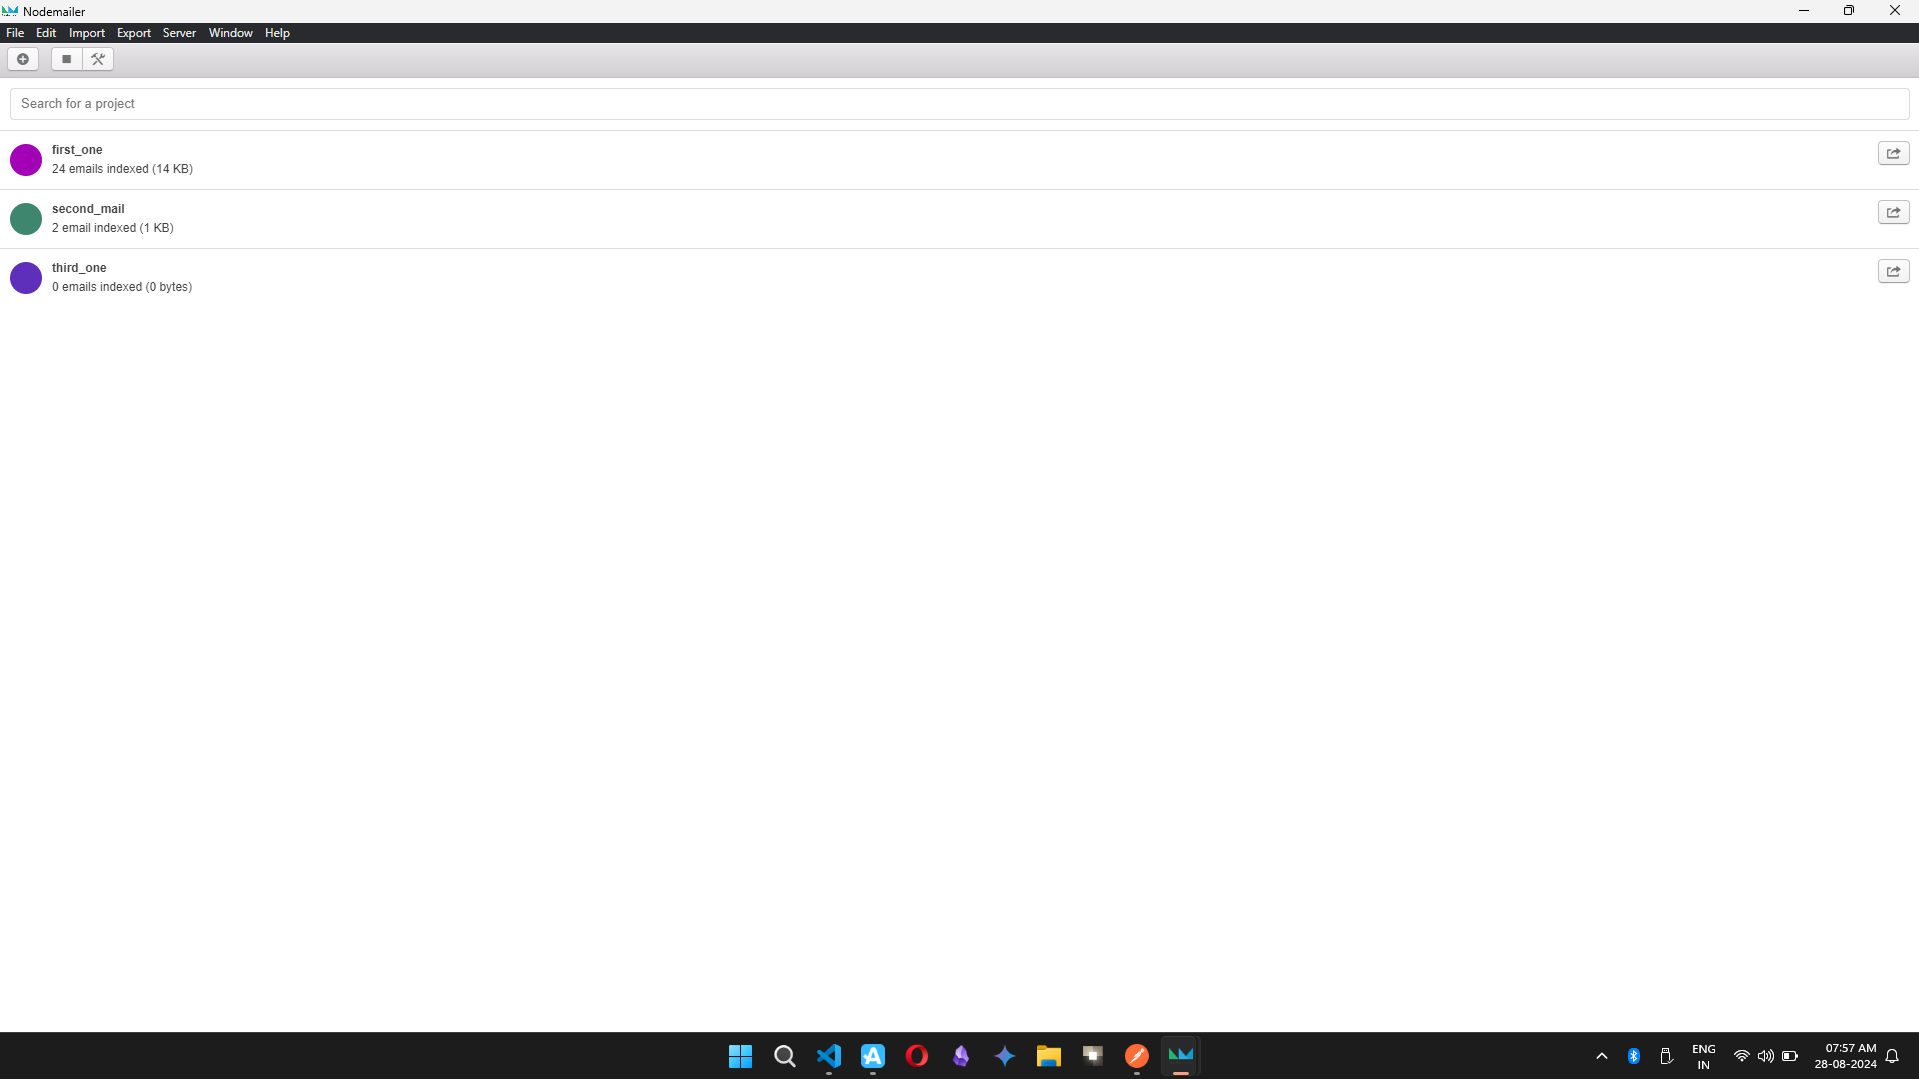 Nodemailer
File Edit Import Export Server Window Help
Search for a project
first_one
24 emails indexed (14 KB)
second_mail
2 email indexed (1 KB)
third_one
0 emails indexed (0 bytes)
ENG
IN
07:57 AM
28-08-2024